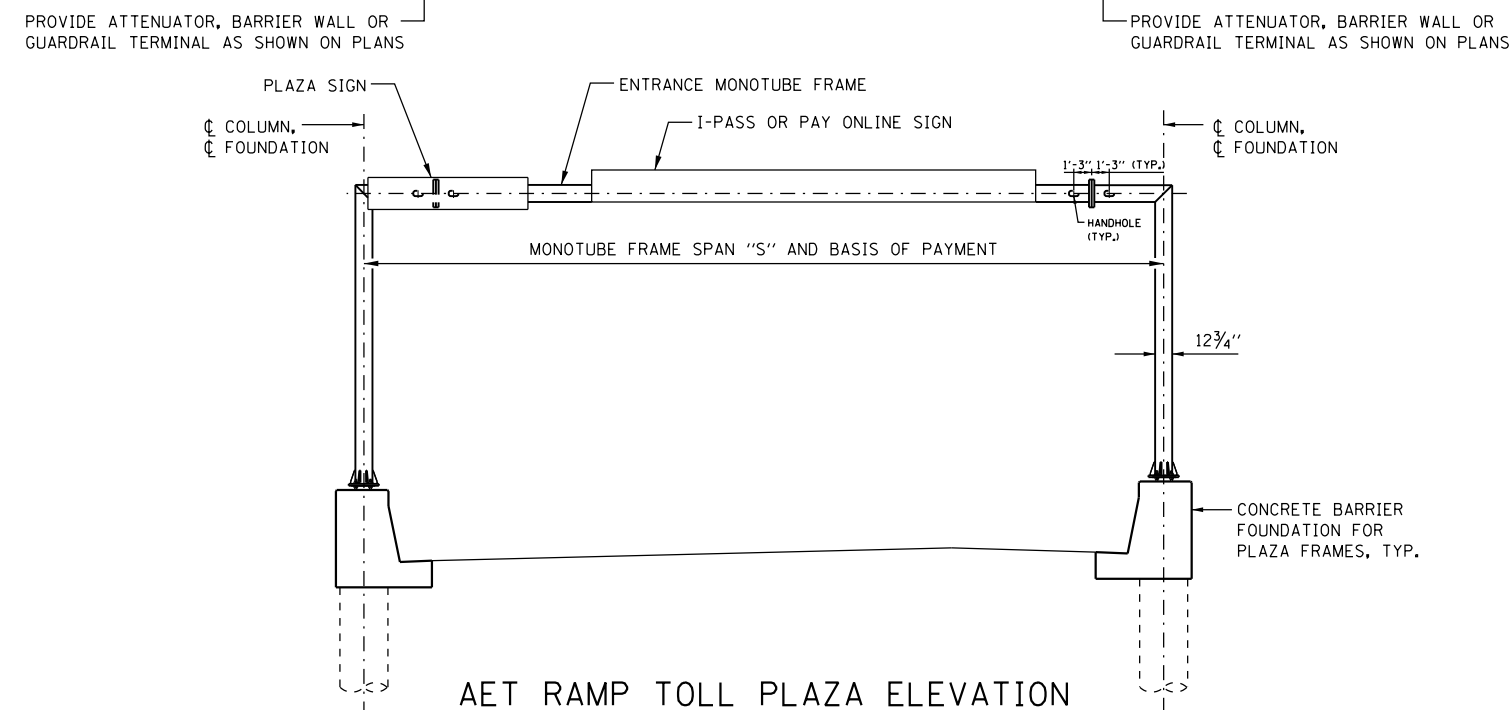 PROVIDE ATTENUATOR, BARRIER WALL OR
GUARDRAIL TERMINAL AS SHOWN ON PLANS
PROVIDE ATTENUATOR, BARRIER WALL OR
GUARDRAIL TERMINAL AS SHOWN ON PLANS
PLAZA SIGN
ENTRANCE MONOTUBE FRAME
I-PASS OR PAY ONLINE SIGN
℄ COLUMN,
℄ FOUNDATION
℄ COLUMN,
℄ FOUNDATION
1'-3" 1'-3" (TYP.)
HANDHOLE
(TYP.)
MONOTUBE FRAME SPAN "S" AND BASIS OF PAYMENT
12¾"
CONCRETE BARRIER
FOUNDATION FOR
PLAZA FRAMES, TYP.
AET RAMP TOLL PLAZA ELEVATION